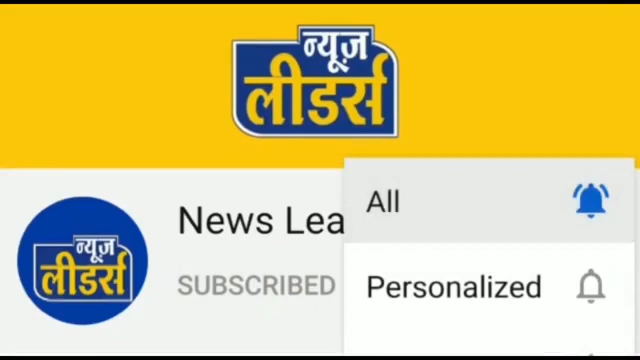 न्यूज़
लीडर्स
All
News Lea
न्यूज़
लीडर्स
SUBSCRIBED
Personalized